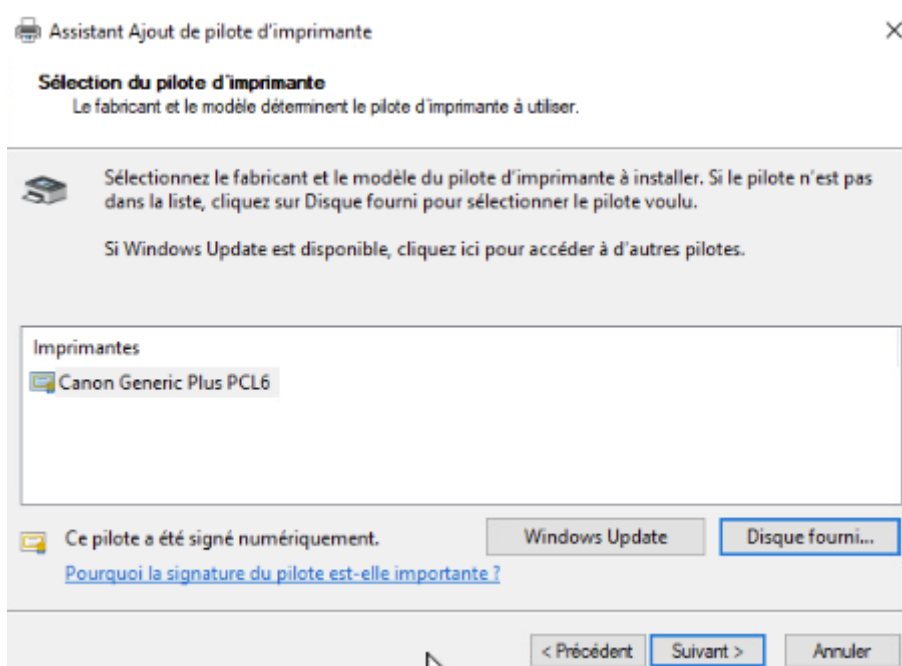 Assistant Ajout de pilote d'imprimante
Sélection du pilote d'imprimante
Le fabricant et le modèle déterminent le pilote d'imprimante à utiliser.
Sélectionnez le fabricant et le modèle du pilote d'imprimante à installer. Si le pilote n'est pas
dans la liste, cliquez sur Disque fourni pour sélectionner le pilote voulu.
Si Windows Update est disponible, cliquez ici pour accéder à d'autres pilotes.
Imprimantes
Canon Generic Plus PCL6
Ce pilote a été signé numériquement.
Windows Update
Disque fourni...
Pourquoi la signature du pilote est-elle importante ?
< Précédent
Suivant >
Annuler